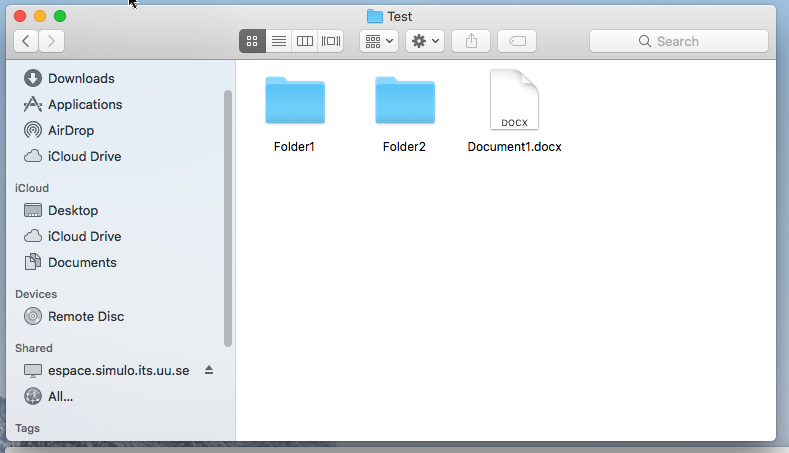 Test
Search
Downloads
Applications
AirDrop
iCloud Drive
iCloud
Desktop
iCloud Drive
Documents
Devices
Remote Disc
Shared
espace.simulo.its.uu.se
All...
Tags
DOCX
Folder1
Folder2
Document1.docx